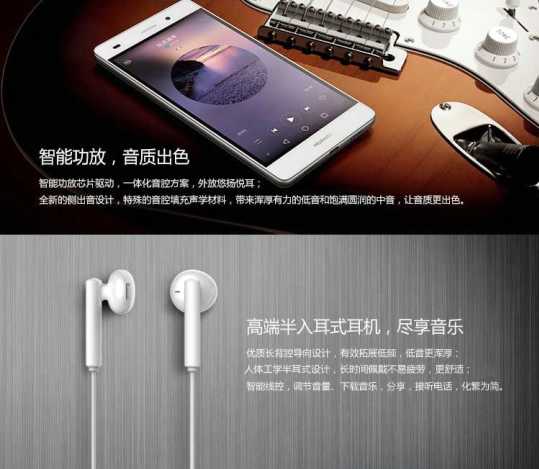 智能功放，音质出色
智能功放芯片驱动，一体化音控方案，外放悠扬悦耳；
全新的侧出音设计，特殊的音控填充声学材料，带来浑厚有力的低音和饱满圆润的中音，让音质更出色。
高端半入耳式耳机，尽享音乐
优质长背腔导向设计，有效拓展低频，低音更浑厚；
人体工学半耳式设计，长时间佩戴不易疲劳，更舒适；
智能线控，调节音量、下载音乐，分享，接听电话，化繁为简。